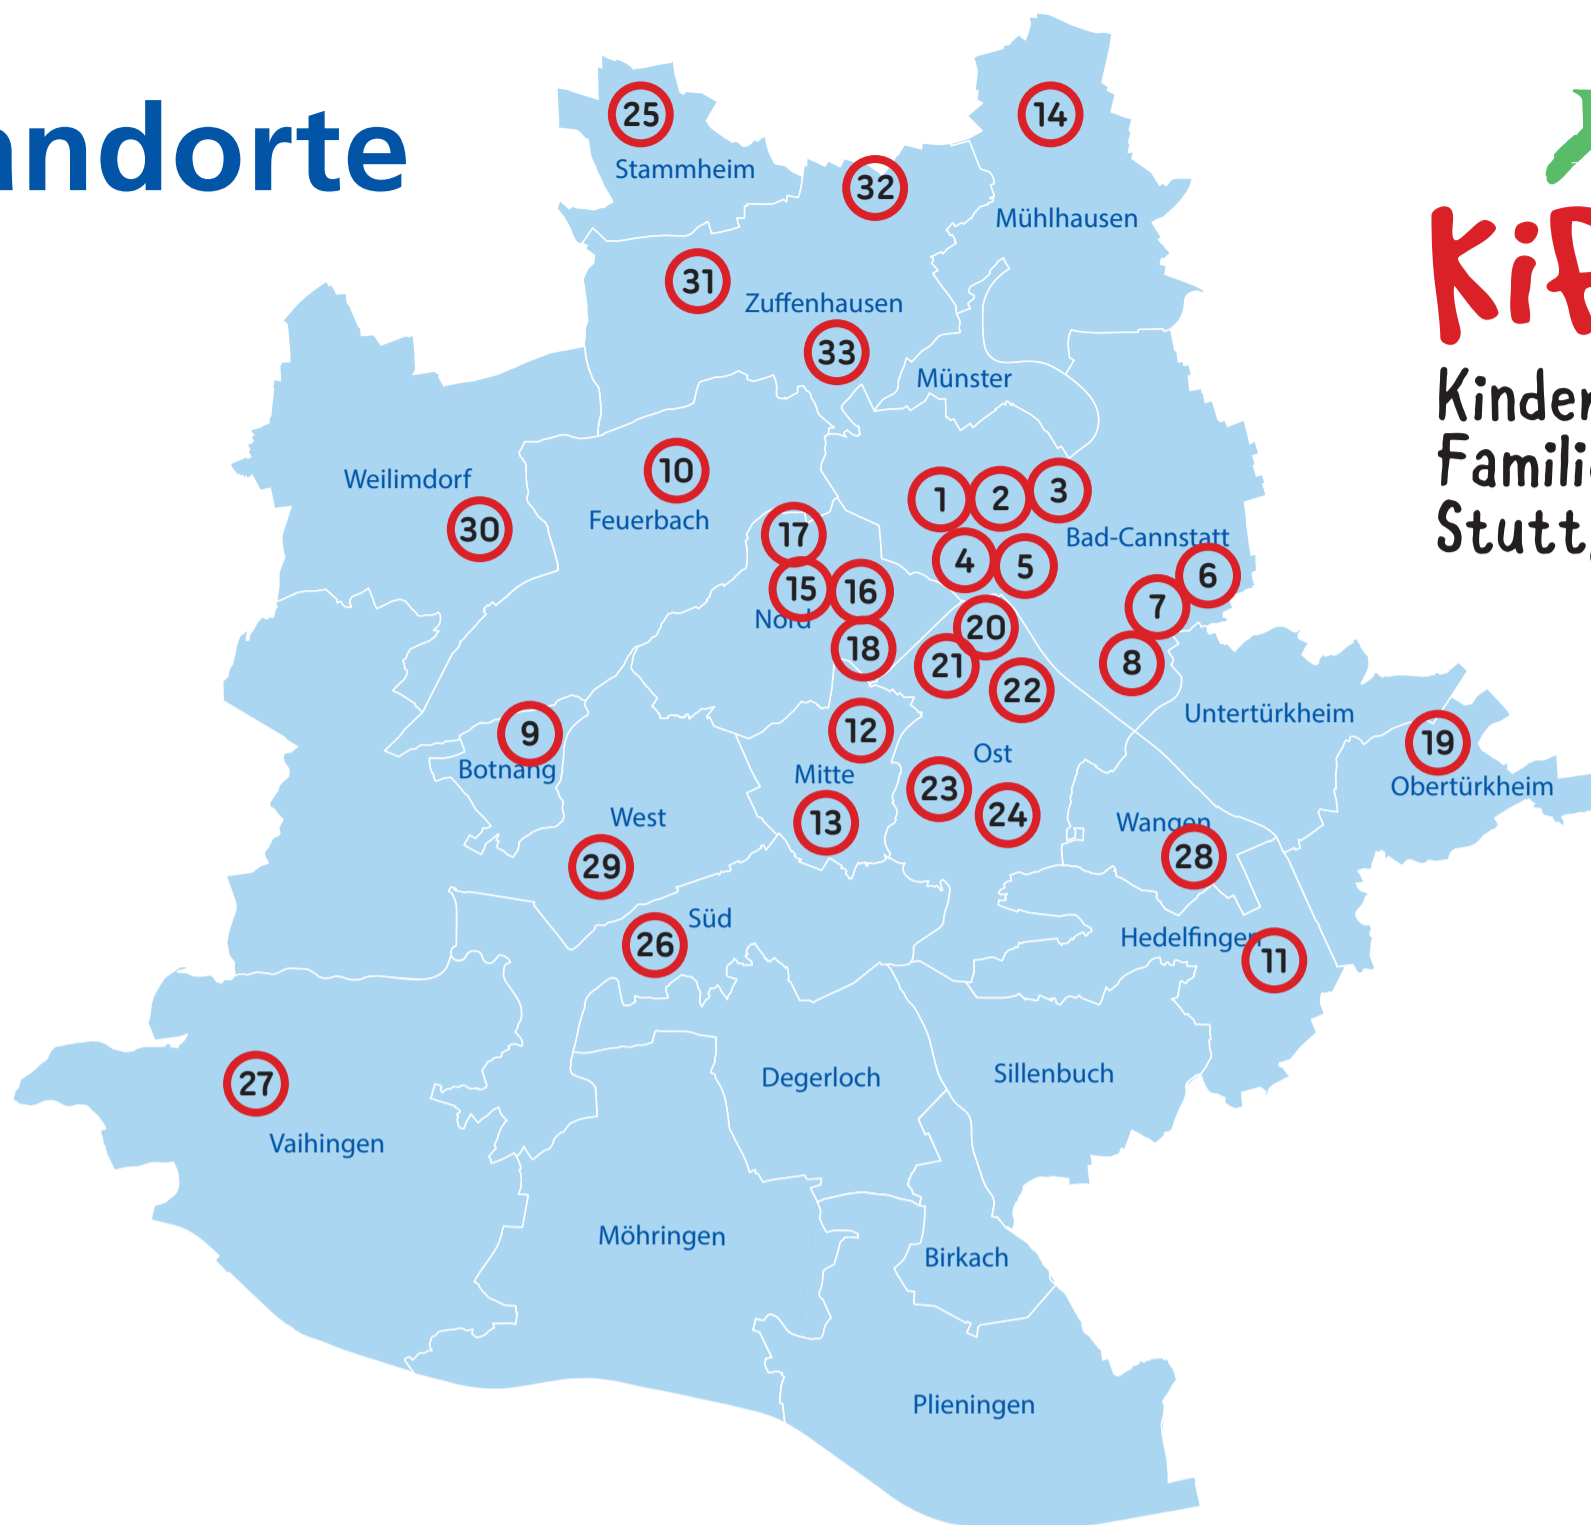 andorte
25
14
Stammheim
32
Mühlhausen
31
Zuffenhausen
33
Münster
Kif
Kinder
Familie
Stutt
Weilimdorf
30
10
Feuerbach
1
2
3
Bad-Cannstatt
17
4
5
6
15
16
7
Nord
20
18
21
8
22
Untertürkheim
9
12
19
Botnang
Ost
Mitte
Obertürkheim
23
West
13
24
Wangen
29
28
Süd
26
Hedelfingen
11
27
Degerloch
Sillenbuch
Vaihingen
Möhringen
Birkach
Plieningen